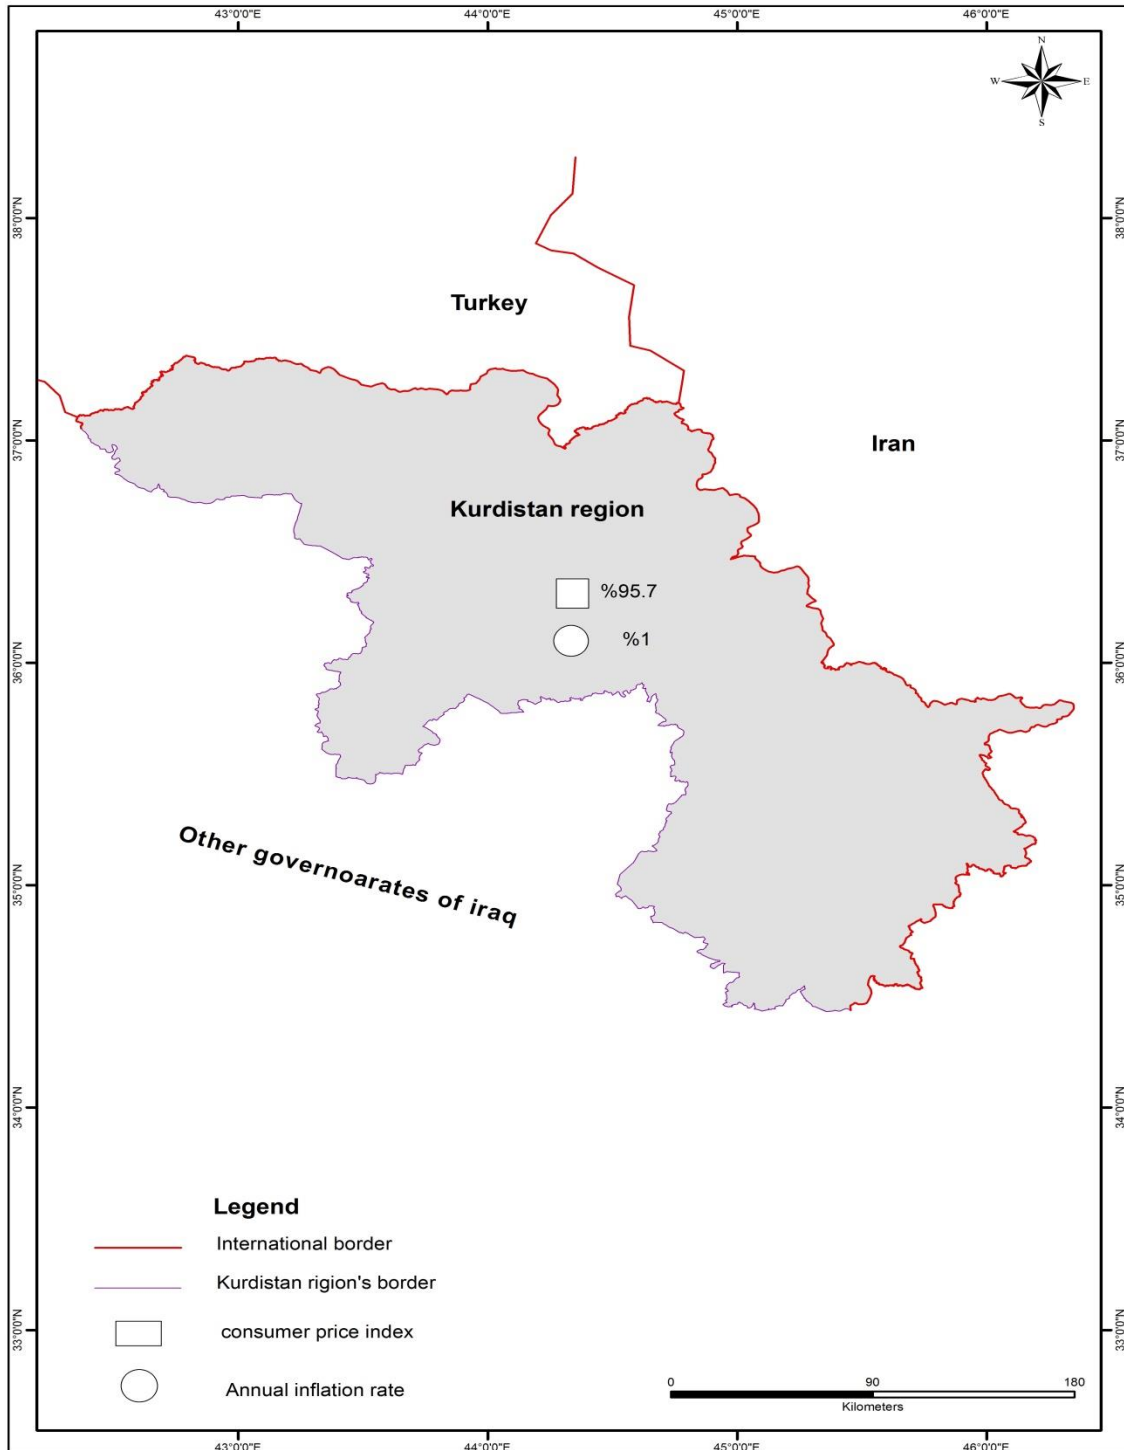 43°0'0"E 44°0'0"E 45°0'0"E 46°0'0"E
N
W E
S
38°0'0"N 38°0'0"N
Turkey
37°0'0"N 37°0'0"N
Iran
Kurdistan region
%95.7
%1
36°0'0"N 36°0'0"N
Other governoarates of iraq
35°0'0"N 35°0'0"N
34°0'0"N 34°0'0"N
Legend
International border
Kurdistan rigion's border
consumer price index
33°0'0"N 33°0'0"N
Annual inflation rate
0 90 180
Kilometers
43°0'0"E 44°0'0"E 45°0'0"E 46°0'0"E